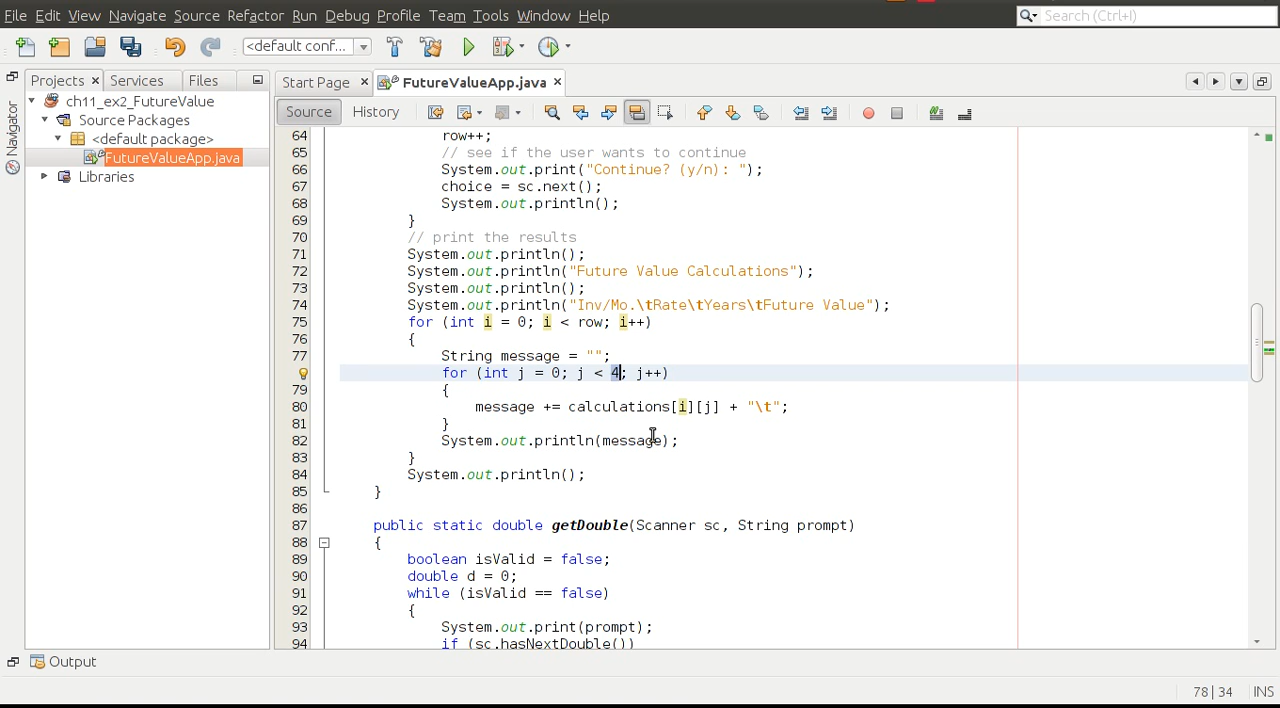 File Edit View Navigate Source Refactor Run Debug Profile Team Tools Window Help
Search (Ctrl+I)
<default conf...
Projects Services Files
Start Page FutureValueApp.java
Navigator
ch11_ex2_FutureValue
Source Packages
<default package>
FutureValueApp.java
Libraries
Source History
64 row++;
65 // see if the user wants to continue
66 System.out.print("Continue? (y/n): ");
67 choice = sc.next();
68 System.out.println();
69 }
70 // print the results
71 System.out.println();
72 System.out.println("Future Value Calculations");
73 System.out.println();
74 System.out.println("Inv/Mo.\tRate\tYears\tFuture Value");
75 for (int i = 0; i < row; i++)
76 {
77 String message = "";
for (int j = 0; j < 4; j++)
79 {
80 message += calculations[i][j] + "\t";
81 }
82 System.out.println(message);
83 }
84 System.out.println();
85 }
86
87 public static double getDouble(Scanner sc, String prompt)
88 {
89 boolean isValid = false;
90 double d = 0;
91 while (isValid == false)
92 {
93 System.out.print(prompt);
94 if (sc.hasNextDouble())
Output
78 | 34 INS